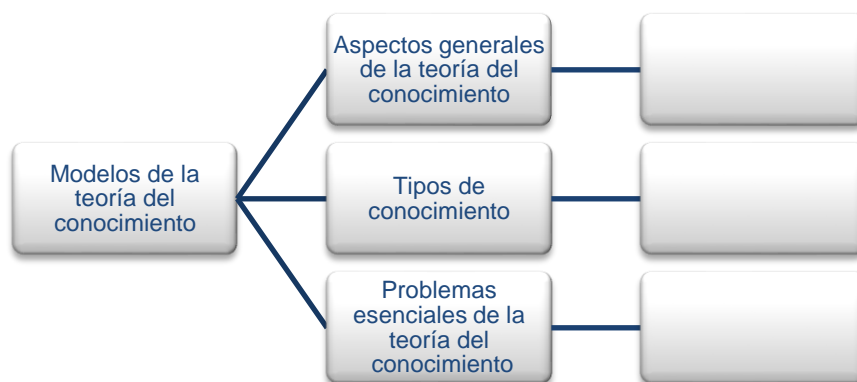 Aspectos generales
de la teoría del
conocimiento
Modelos de la
teoría del
conocimiento
Tipos de
conocimiento
Problemas
esenciales de la
teoría del
conocimiento